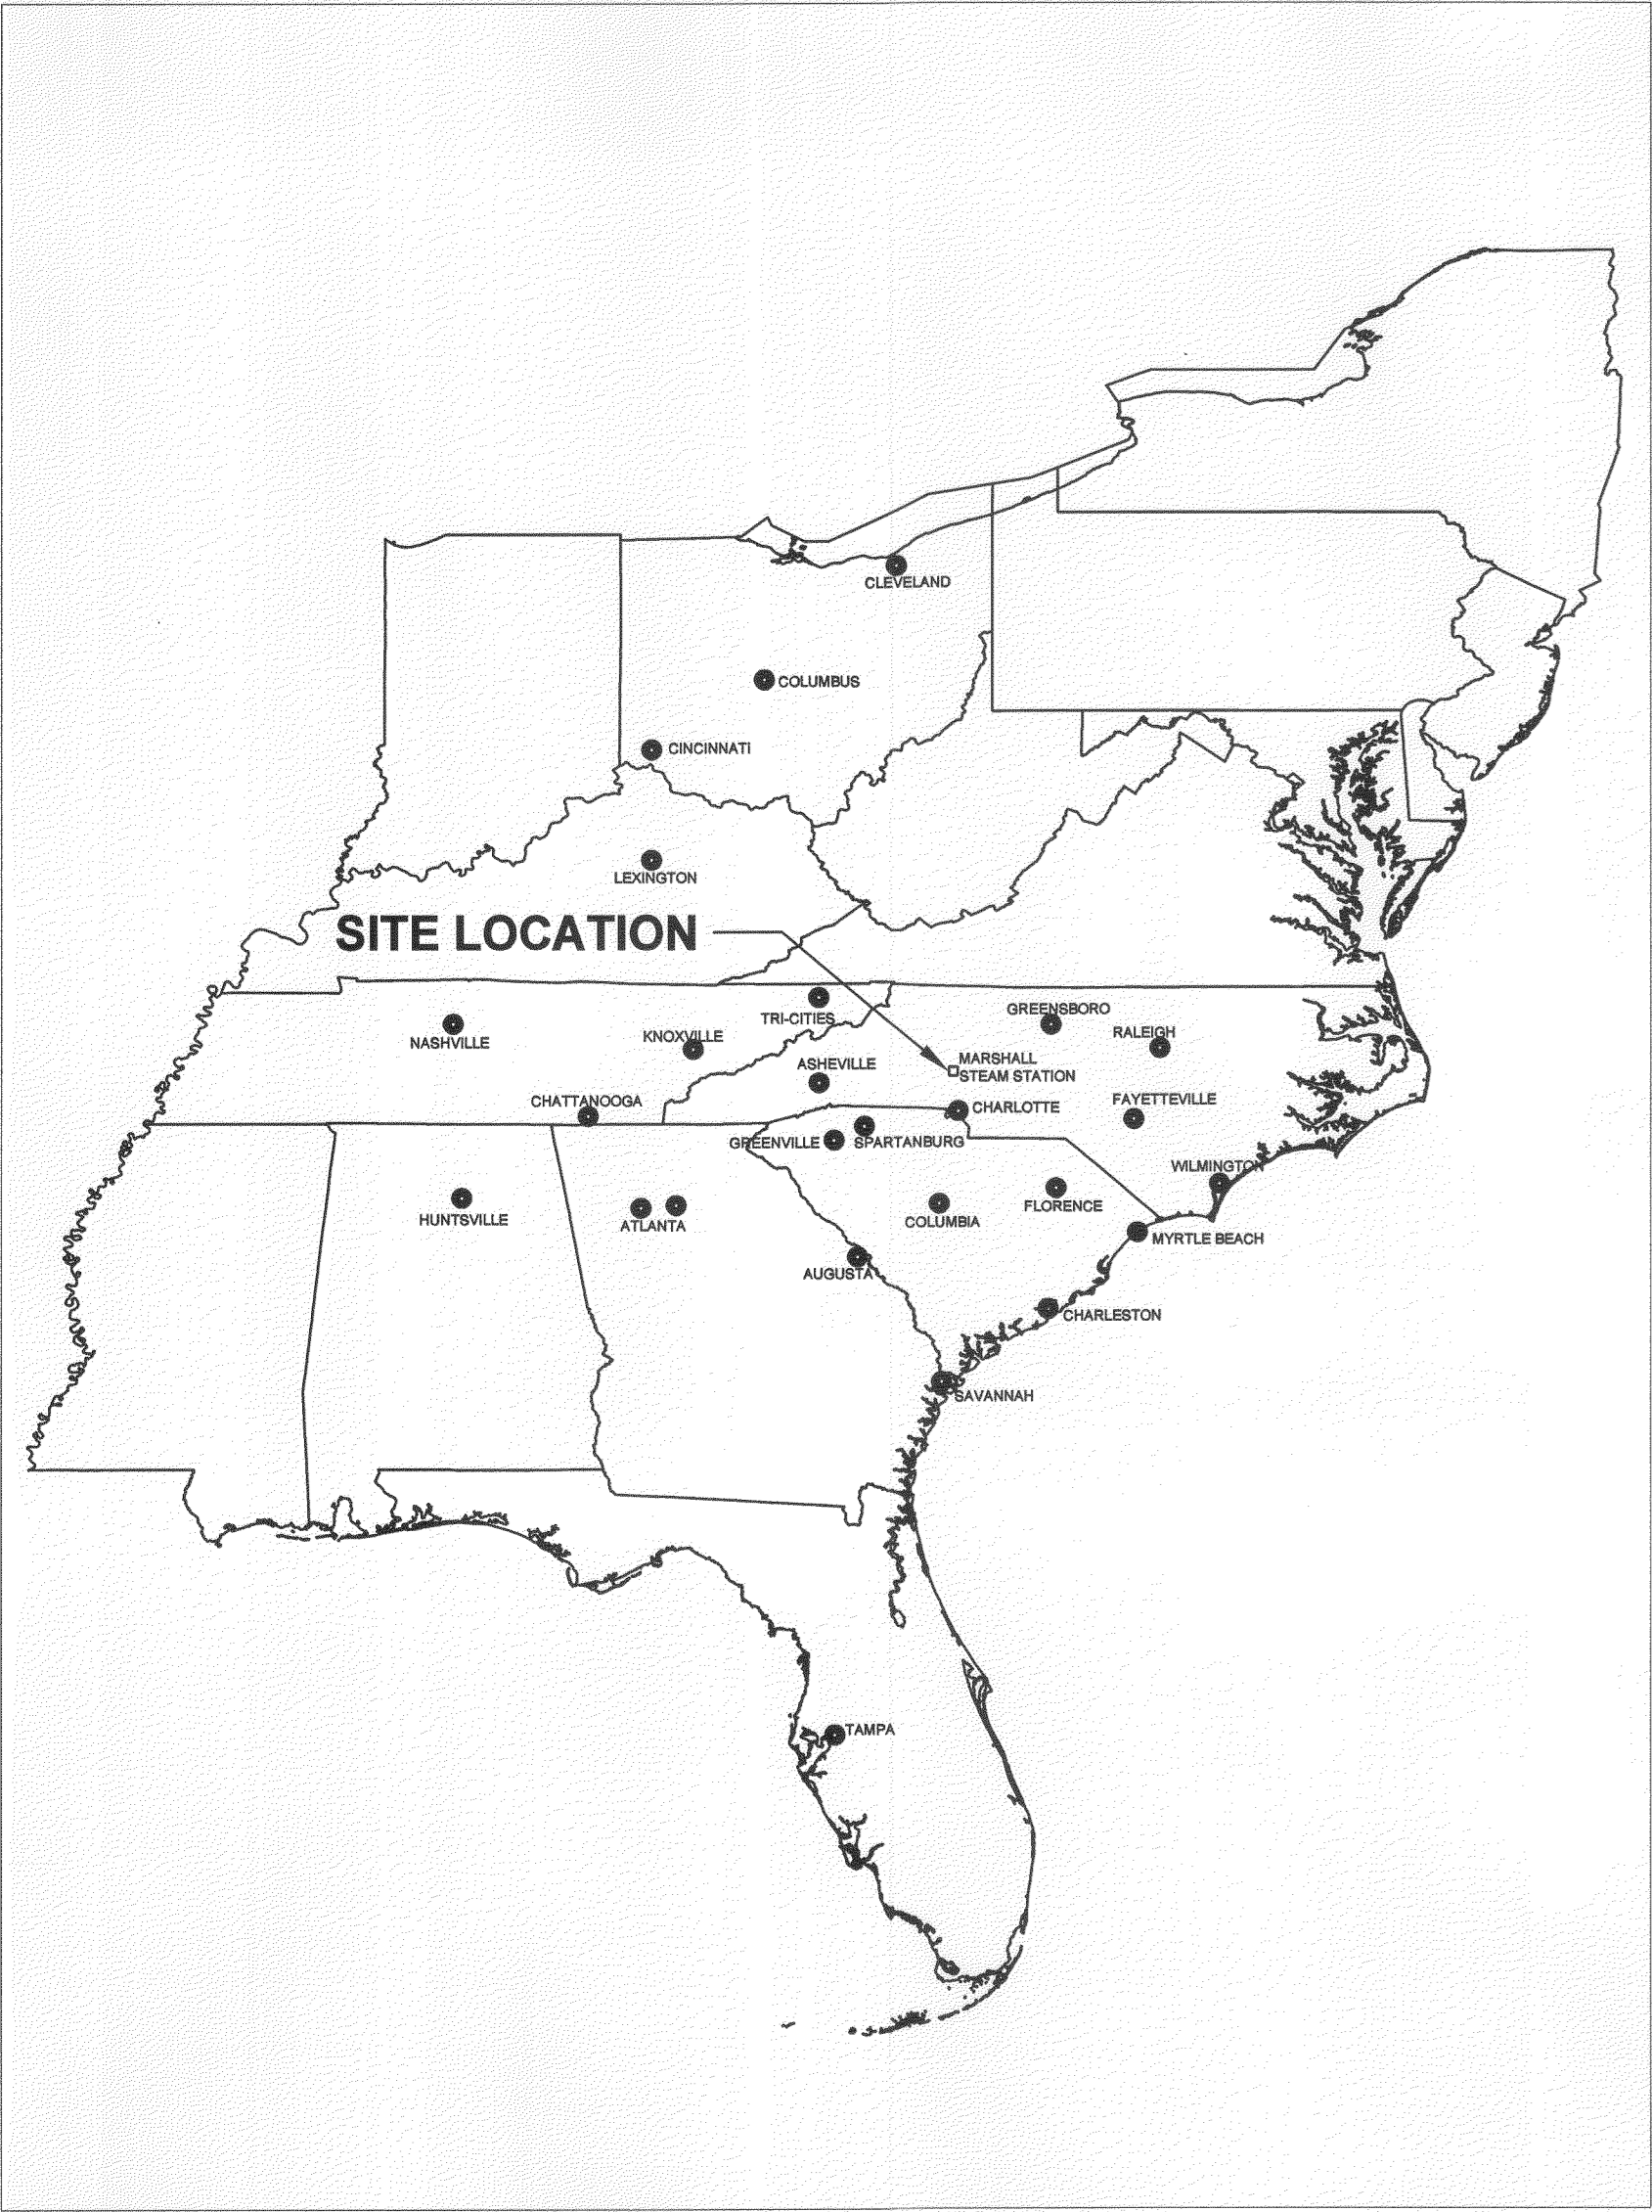 CLEVELAND
COLUMBUS
CINCINNATI
LEXINGTON
SITE LOCATION
TRI-CITIES
GREENSBORO
NASHVILLE
KNOXVILLE
RALEIGH
ASHEVILLE
MARSHALL
STEAM STATION
CHATTANOOGA
CHARLOTTE
FAYETTEVILLE
GREENVILLE
SPARTANBURG
WILMINGTON
HUNTSVILLE
ATLANTA
COLUMBIA
FLORENCE
MYRTLE BEACH
AUGUSTA
CHARLESTON
SAVANNAH
TAMPA